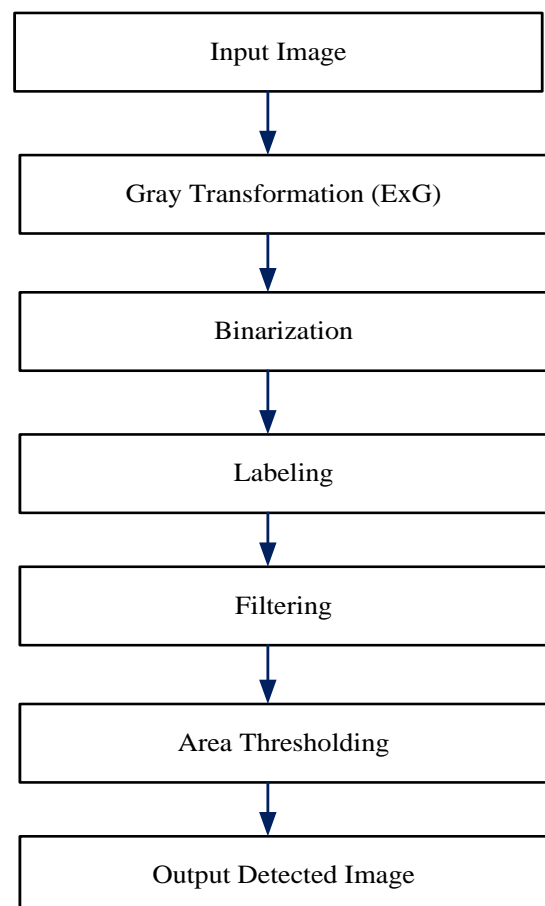 Input Image
Gray Transformation (ExG)
Binarization
Labeling
Filtering
Area Thresholding
Output Detected Image